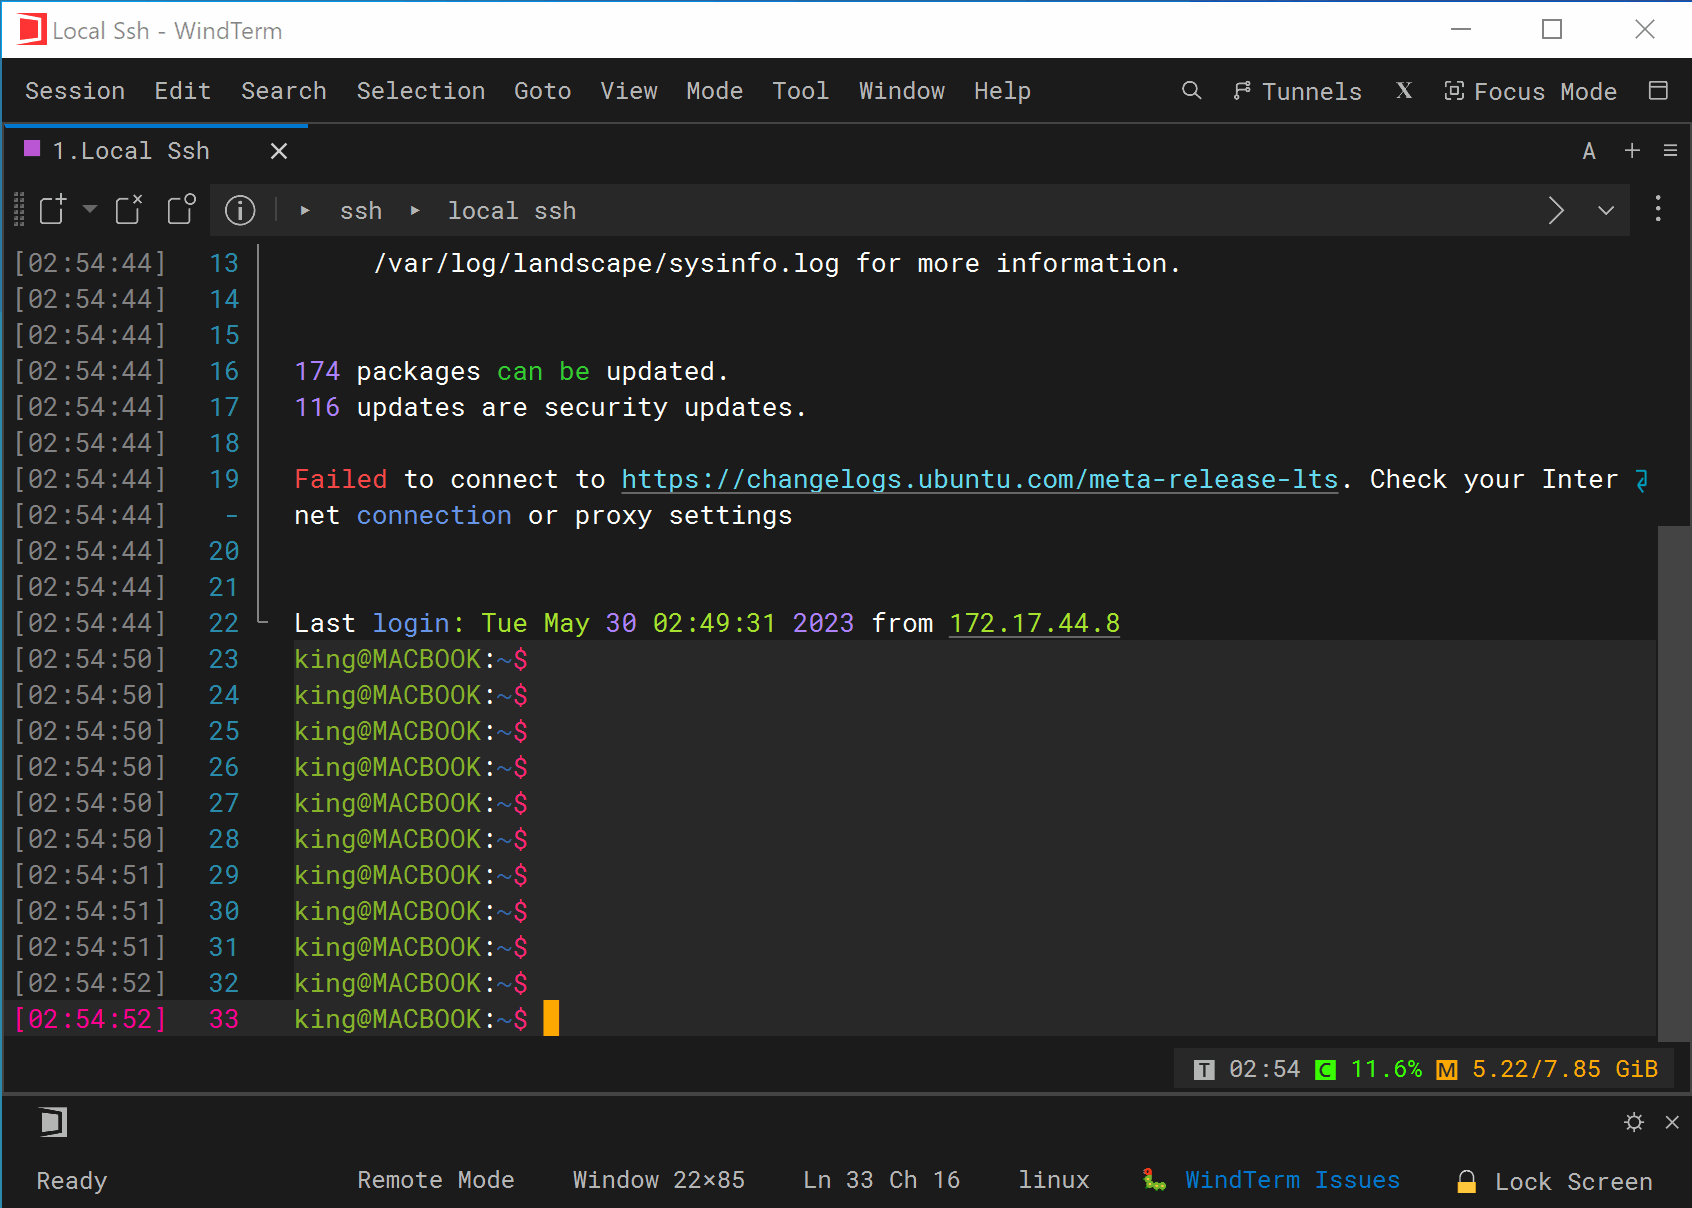 Local Ssh - WindTerm
Session Edit Search Selection Goto View Mode Tool Window Help Tunnels X Focus Mode
1.Local Ssh A
ssh local ssh
[02:54:44] 13 /var/log/landscape/sysinfo.log for more information.
[02:54:44] 14
[02:54:44] 15
[02:54:44] 16 174 packages can be updated.
[02:54:44] 17 116 updates are security updates.
[02:54:44] 18
[02:54:44] 19 Failed to connect to https://changelogs.ubuntu.com/meta-release-lts. Check your Inter
[02:54:44] - net connection or proxy settings
[02:54:44] 20
[02:54:44] 21
[02:54:44] 22 Last login: Tue May 30 02:49:31 2023 from 172.17.44.8
[02:54:50] 23 king@MACBOOK:~$
[02:54:50] 24 king@MACBOOK:~$
[02:54:50] 25 king@MACBOOK:~$
[02:54:50] 26 king@MACBOOK:~$
[02:54:50] 27 king@MACBOOK:~$
[02:54:50] 28 king@MACBOOK:~$
[02:54:51] 29 king@MACBOOK:~$
[02:54:51] 30 king@MACBOOK:~$
[02:54:51] 31 king@MACBOOK:~$
[02:54:52] 32 king@MACBOOK:~$
[02:54:52] 33 king@MACBOOK:~$
T 02:54 C 11.6% M 5.22/7.85 GiB
Ready Remote Mode Window 22×85 Ln 33 Ch 16 linux WindTerm Issues Lock Screen